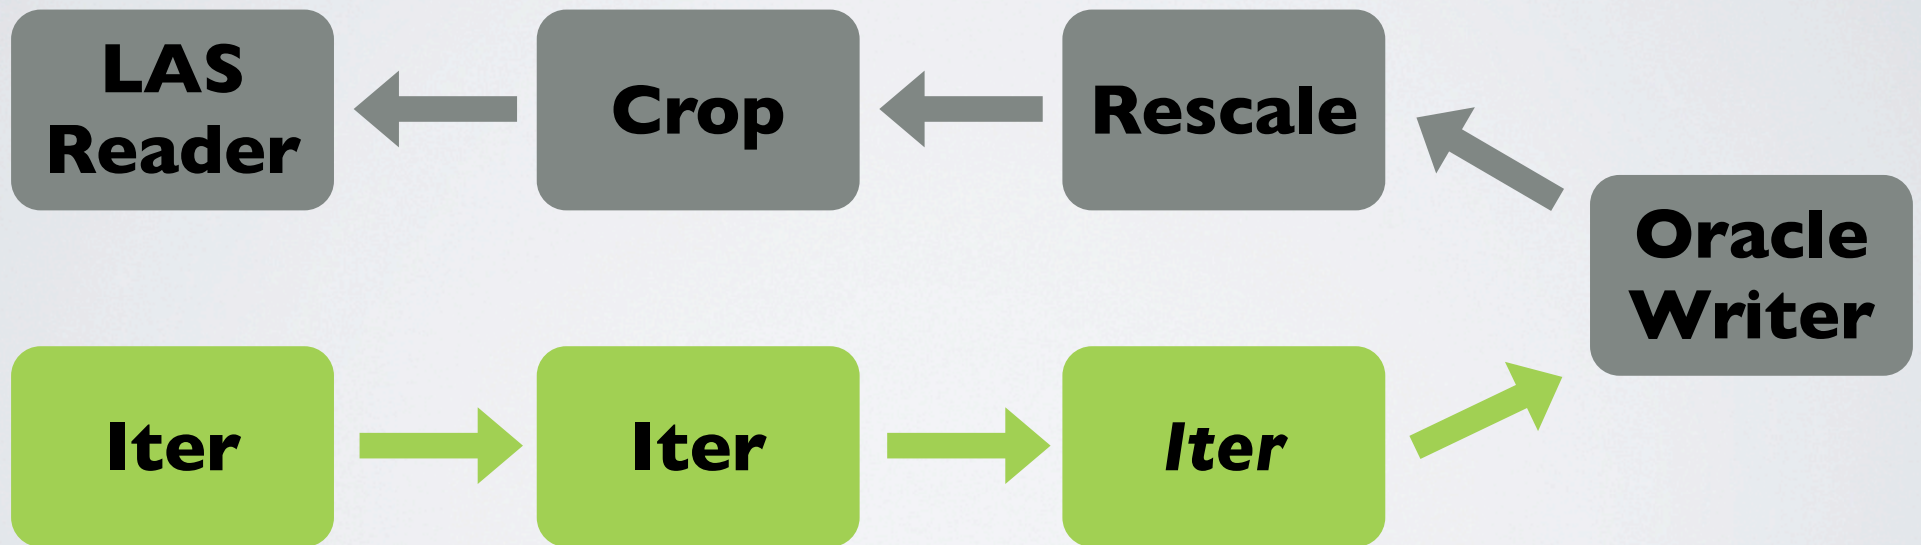 LAS
Reader
Crop
Rescale
Oracle
Writer
Iter
Iter
Iter